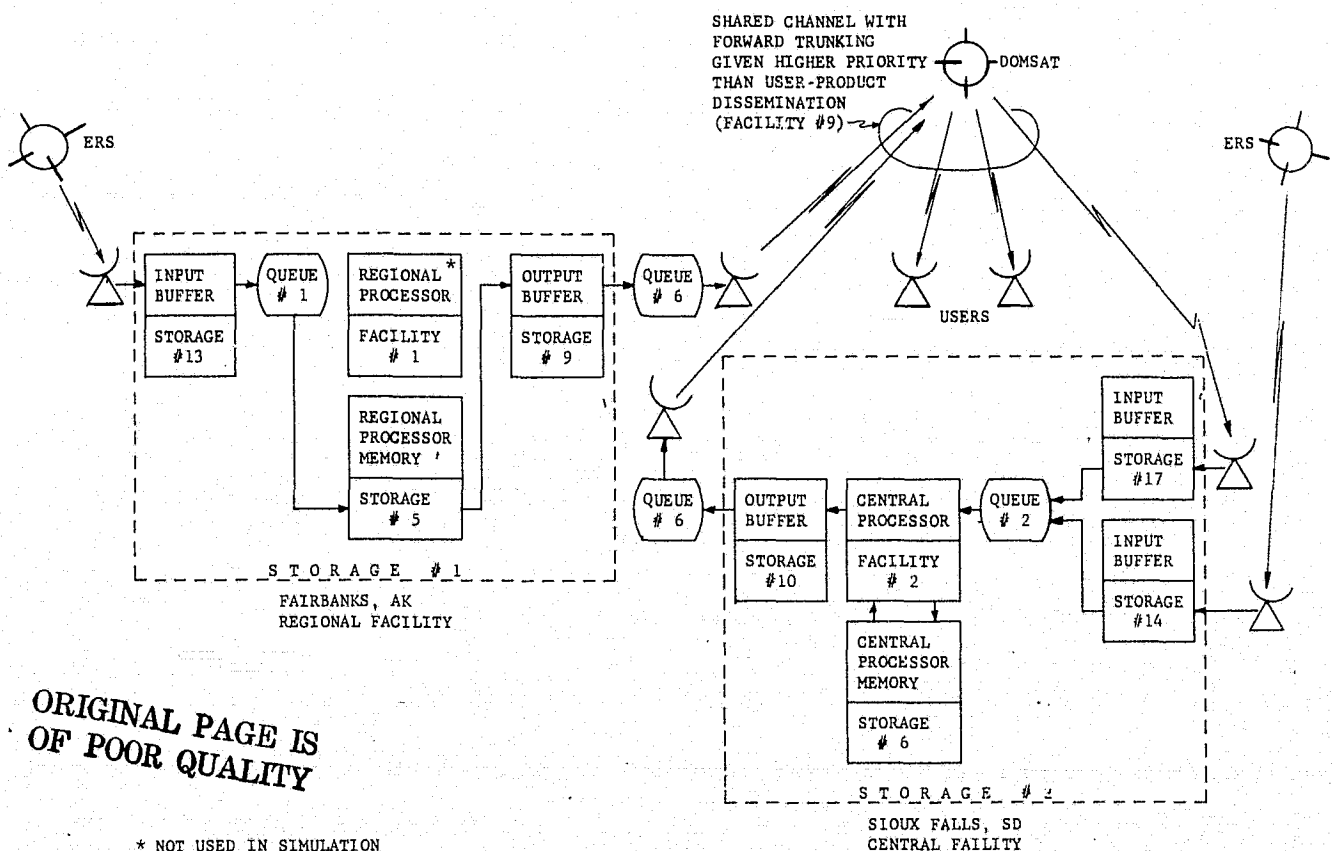 SHARED CHANNEL WITH
FORWARD TRUNKING
GIVEN HIGHER PRIORITY
THAN USER-PRODUCT
DISSEMINATION
(FACILITY #9)
DOMSAT
ERS
ERS
INPUT
BUFFER
STORAGE
#13
QUEUE
# 1
REGIONAL *
PROCESSOR
FACILITY
# 1
OUTPUT
BUFFER
STORAGE
# 9
QUEUE
# 6
USERS
REGIONAL
PROCESSOR
MEMORY
STORAGE
# 5
STORAGE #1
FAIRBANKS, AK
REGIONAL FACILITY
INPUT
BUFFER
STORAGE
#17
QUEUE
# 6
OUTPUT
BUFFER
STORAGE
#10
CENTRAL
PROCESSOR
FACILITY
# 2
QUEUE
# 2
INPUT
BUFFER
STORAGE
#14
CENTRAL
PROCESSOR
MEMORY
STORAGE
# 6
STORAGE #2
SIOUX FALLS, SD
CENTRAL FAILITY
ORIGINAL PAGE IS
OF POOR QUALITY
* NOT USED IN SIMULATION